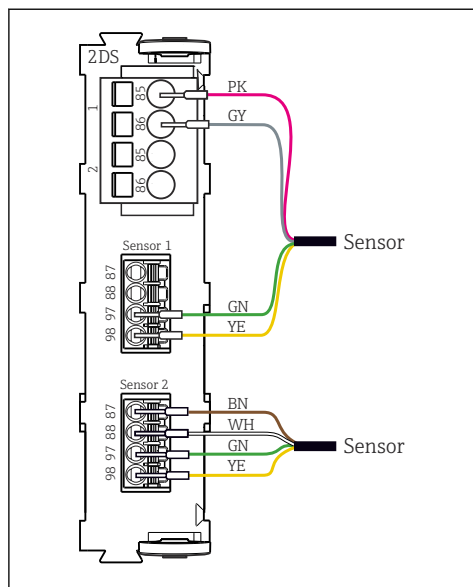 2DS
1
85
PK
86
GY
2
85
86
Sensor
Sensor 1
87
88
97
GN
98
YE
Sensor 2
87
BN
88
WH
97
GN
Sensor
98
YE